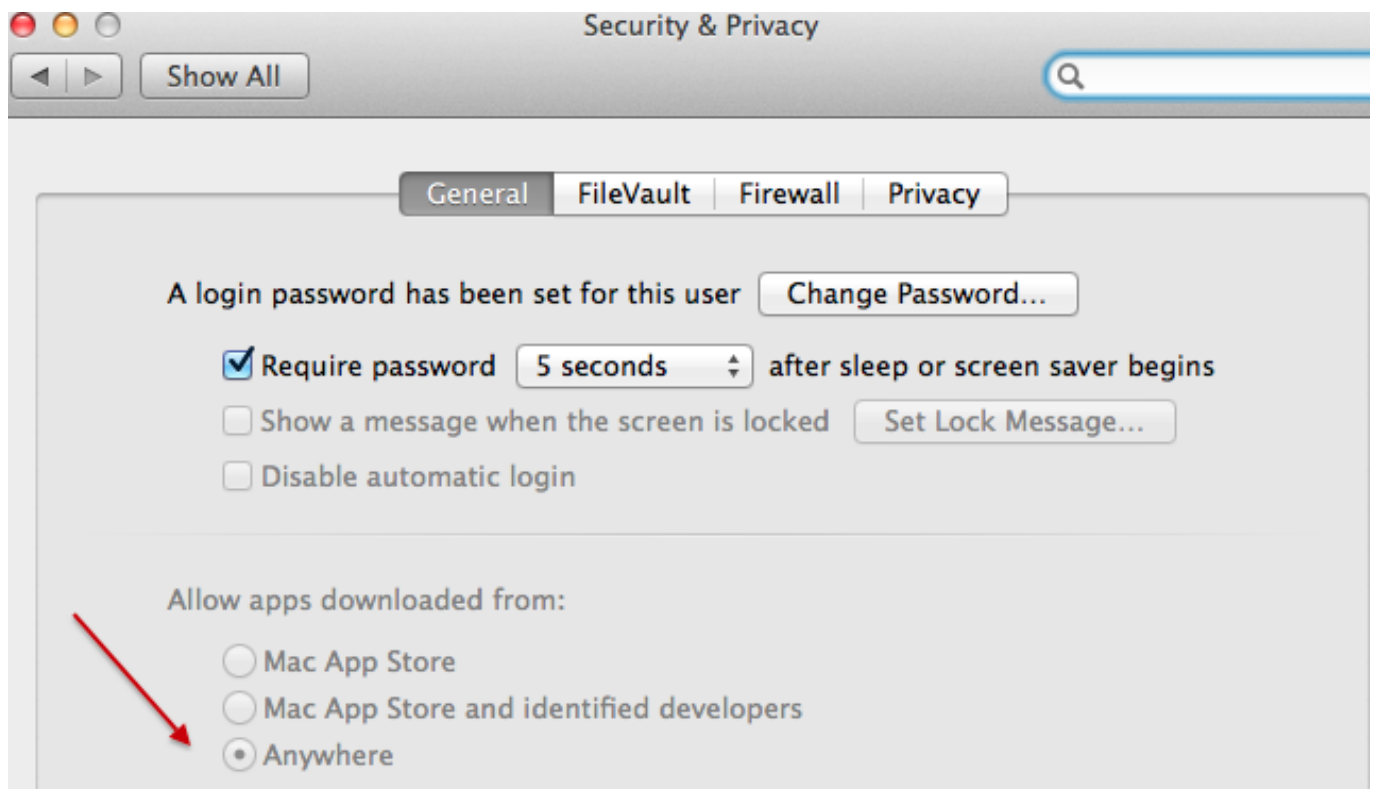 Security & Privacy
Show All
General FileVault Firewall Privacy
A login password has been set for this user Change Password...
Require password 5 seconds after sleep or screen saver begins
Show a message when the screen is locked Set Lock Message...
Disable automatic login
Allow apps downloaded from:
Mac App Store
Mac App Store and identified developers
Anywhere